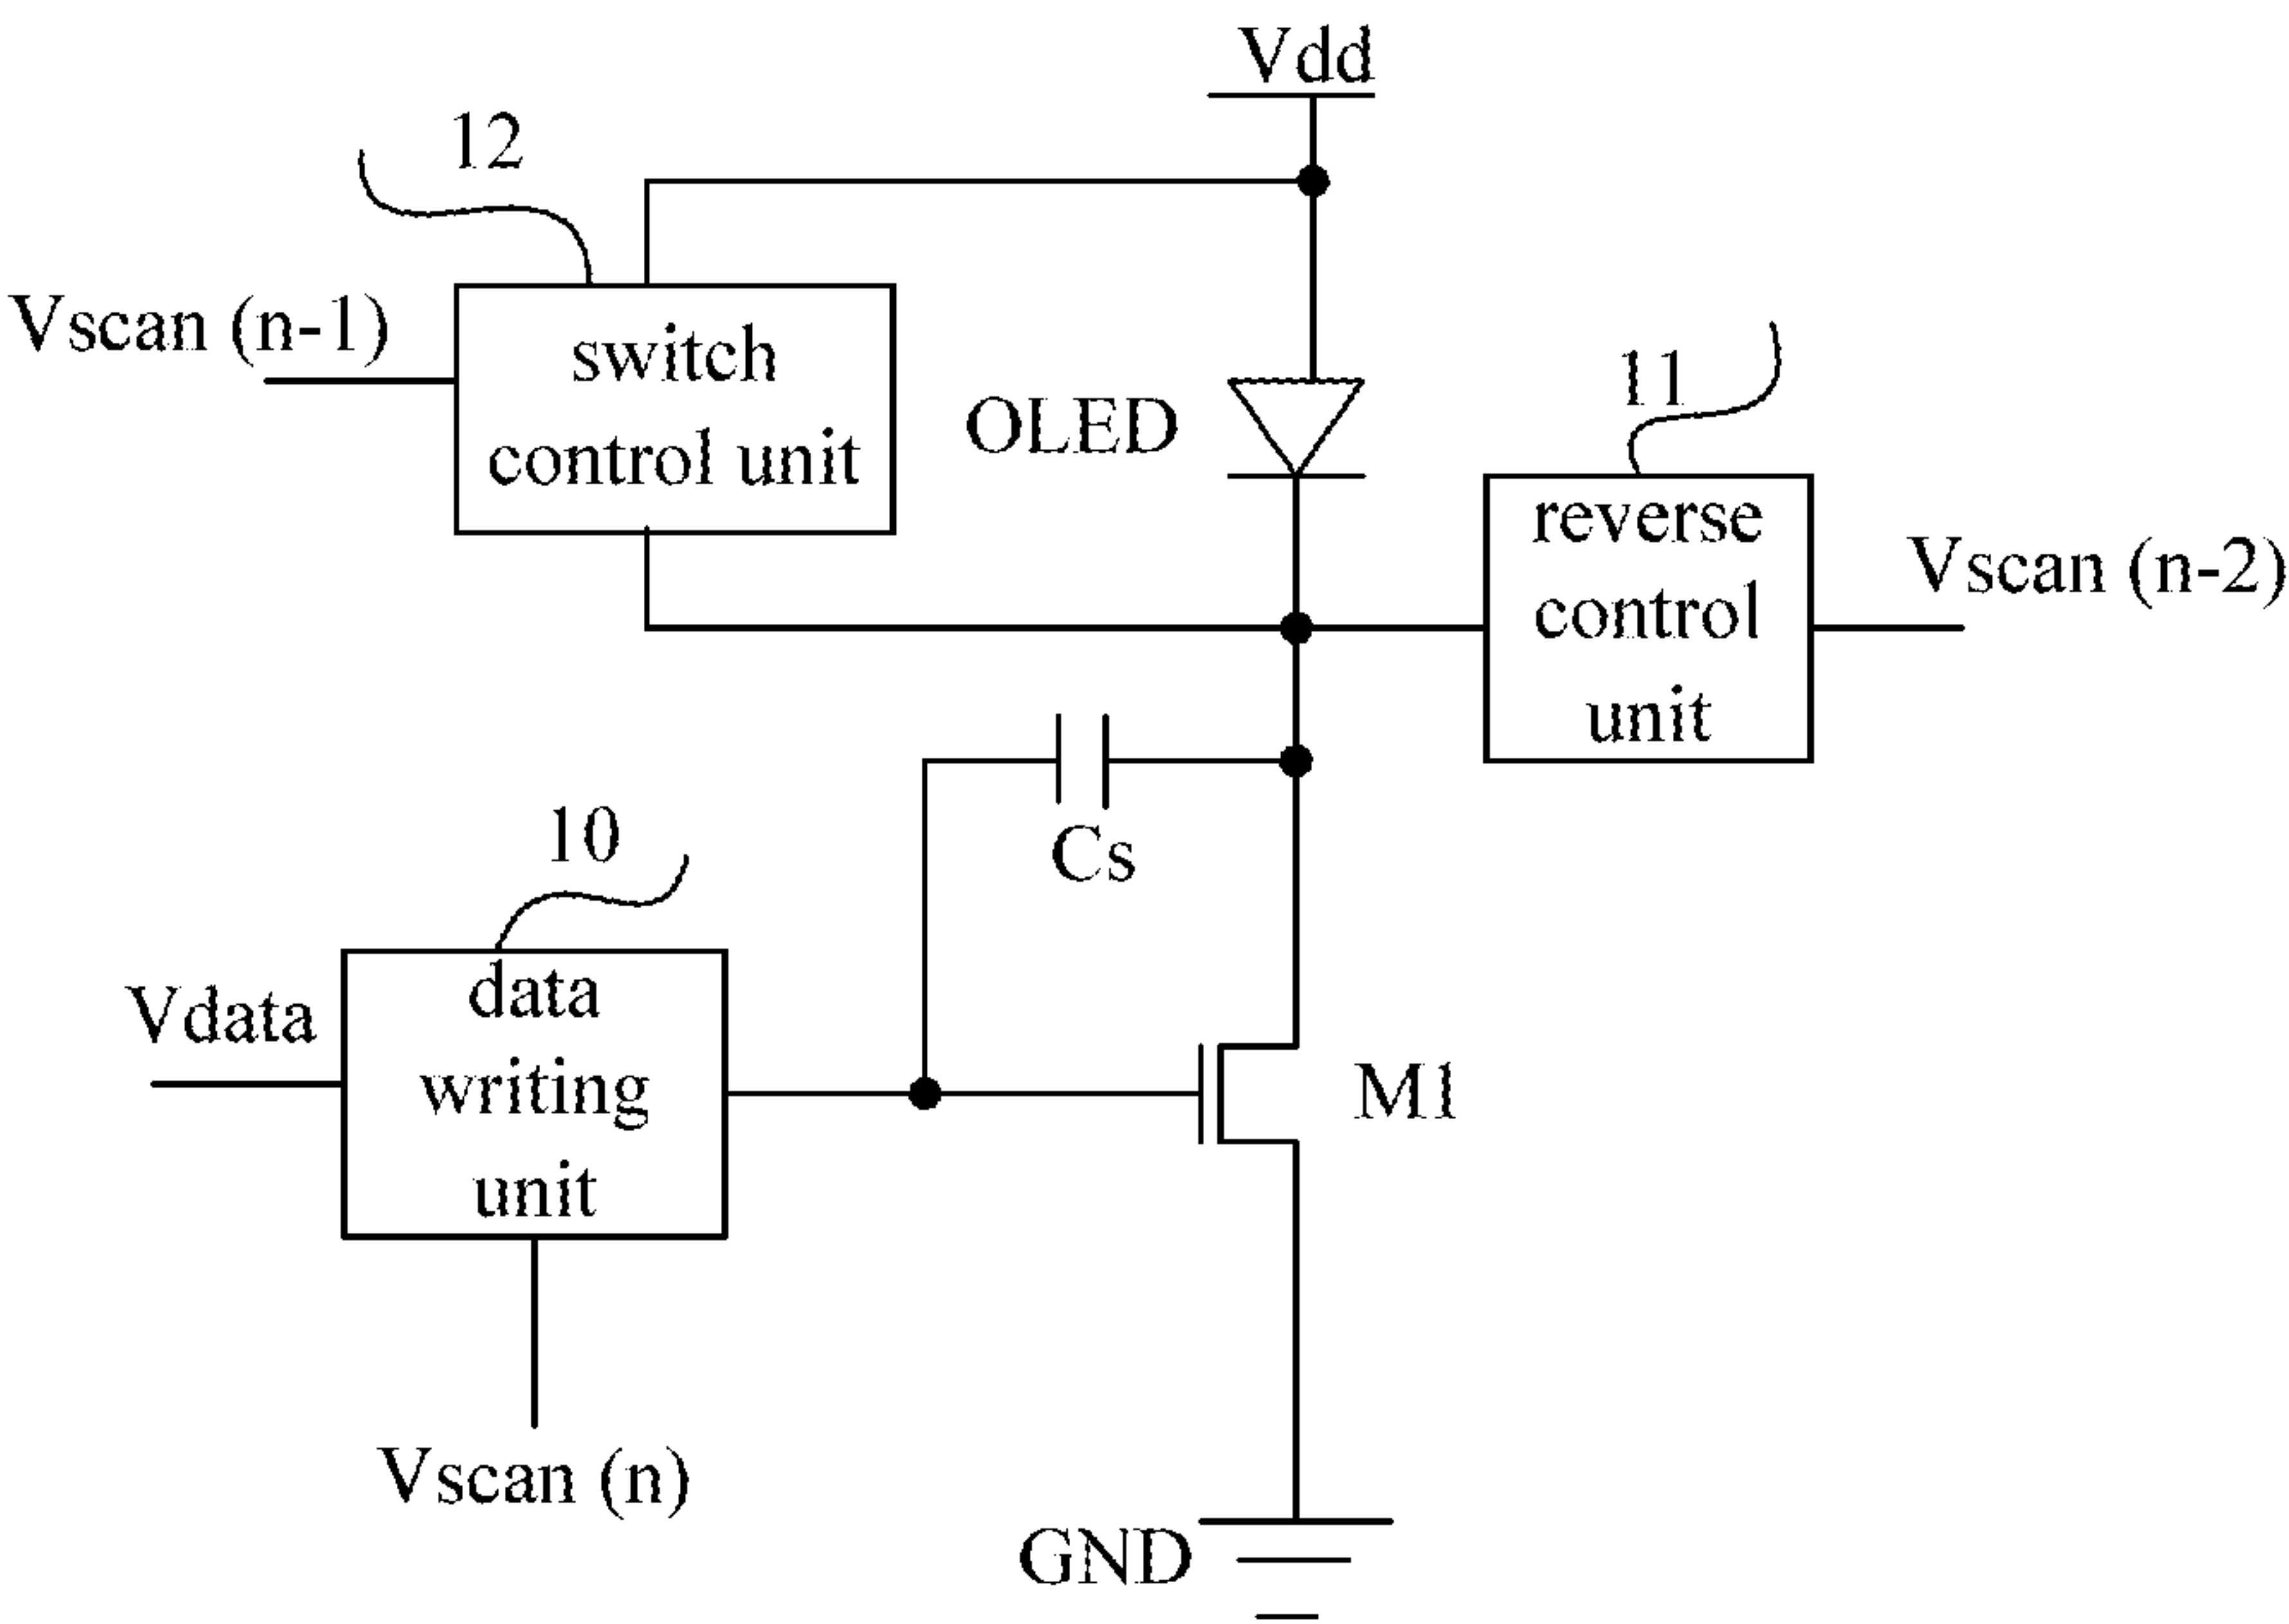 Vdd
12
Vscan (n-1)
switch
control unit
OLED
11
reverse
control
unit
Vscan (n-2)
Cs
10
Vdata
data
writing
unit
M1
Vscan (n)
GND